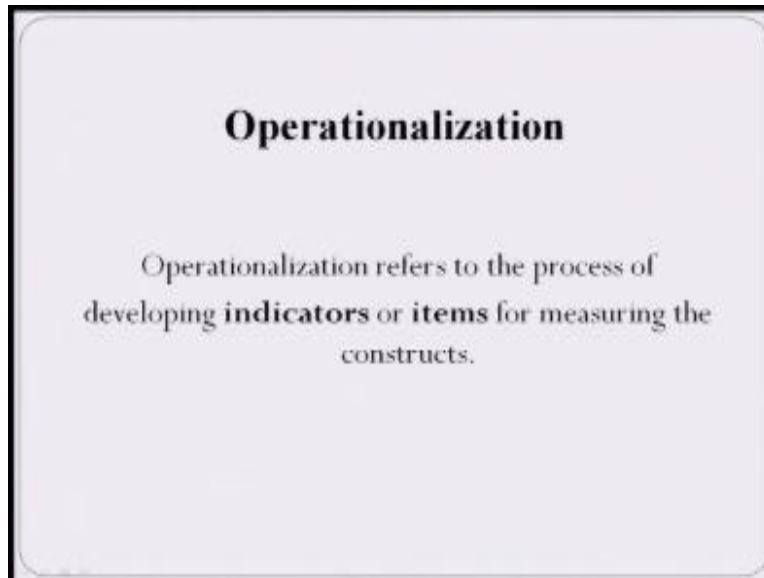 Operationalization
Operationalization refers to the process of
developing indicators or items for measuring the
constructs.